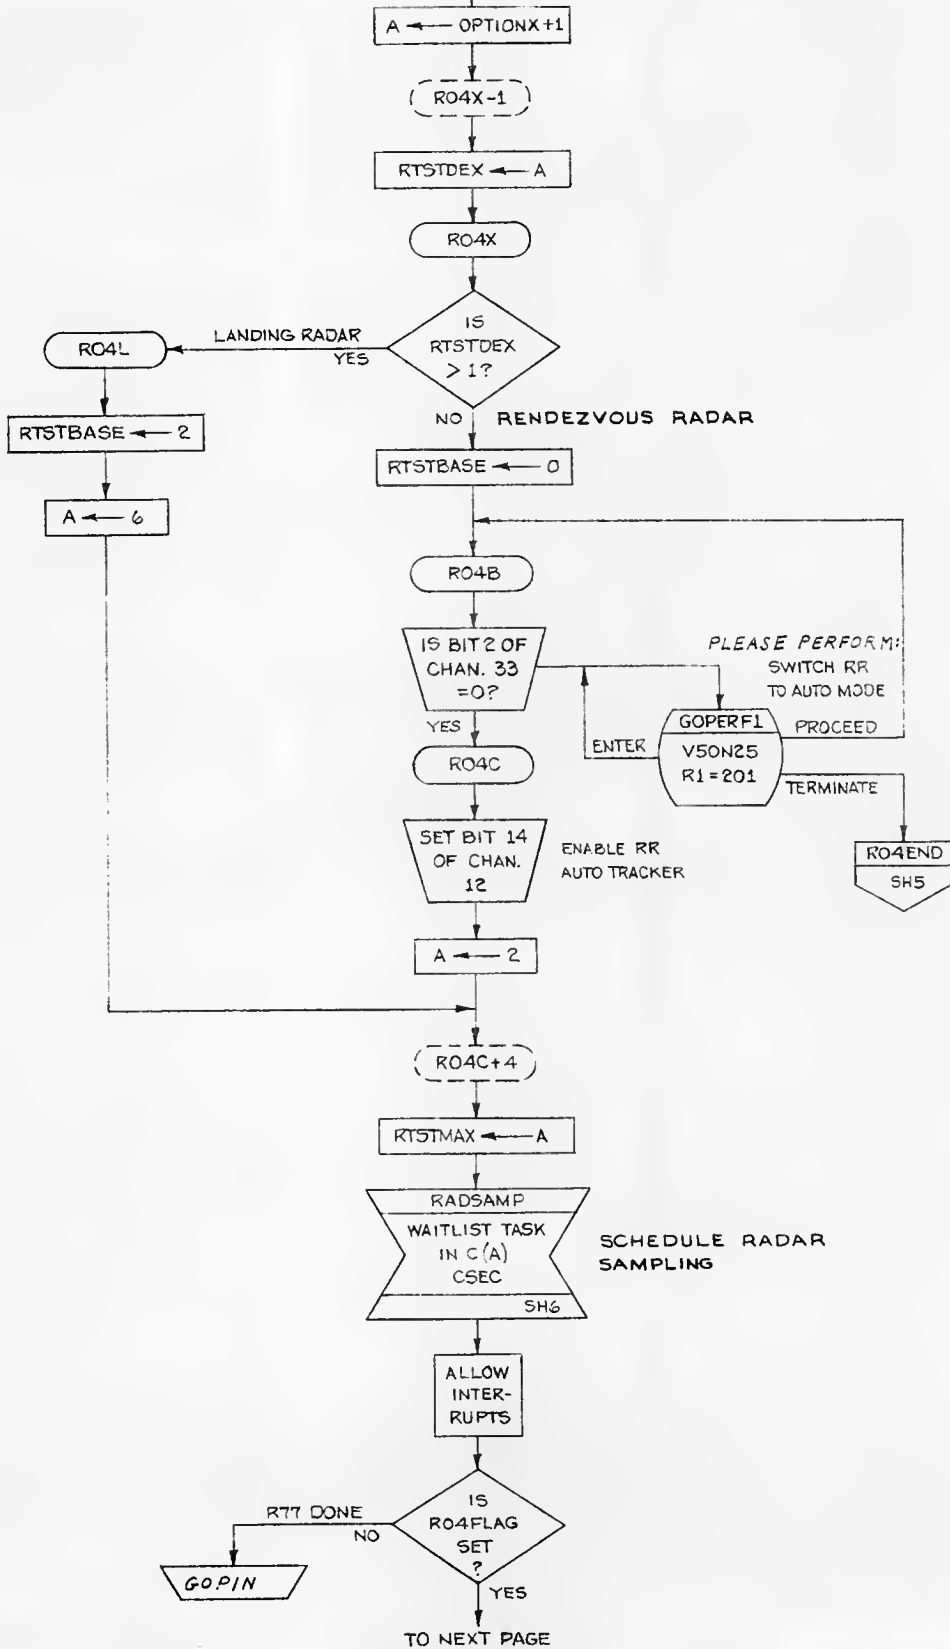 A ← OPTIONX+1
R04X-1
RTSTDEX ← A
R04X
IS
RTSTDEX
> 1?
LANDING RADAR
YES
R04L
RTSTBASE ← 2
A ← 6
NO
RENDEZVOUS RADAR
RTSTBASE ← 0
R04B
IS BIT 2 OF
CHAN. 33
=0?
YES
PLEASE PERFORM:
SWITCH RR
TO AUTO MODE
GOPERF1
V50N25
R1=201
ENTER
PROCEED
TERMINATE
R04END
SH5
R04C
SET BIT 14
OF CHAN.
12
ENABLE RR
AUTO TRACKER
A ← 2
R04C+4
RTSTMAX ← A
RADSAMP
WAITLIST TASK
IN C(A)
CSEC
SH6
SCHEDULE RADAR
SAMPLING
ALLOW
INTER-
RUPTS
IS
R04FLAG
SET
?
R77 DONE
NO
GOPIN
YES
TO NEXT PAGE